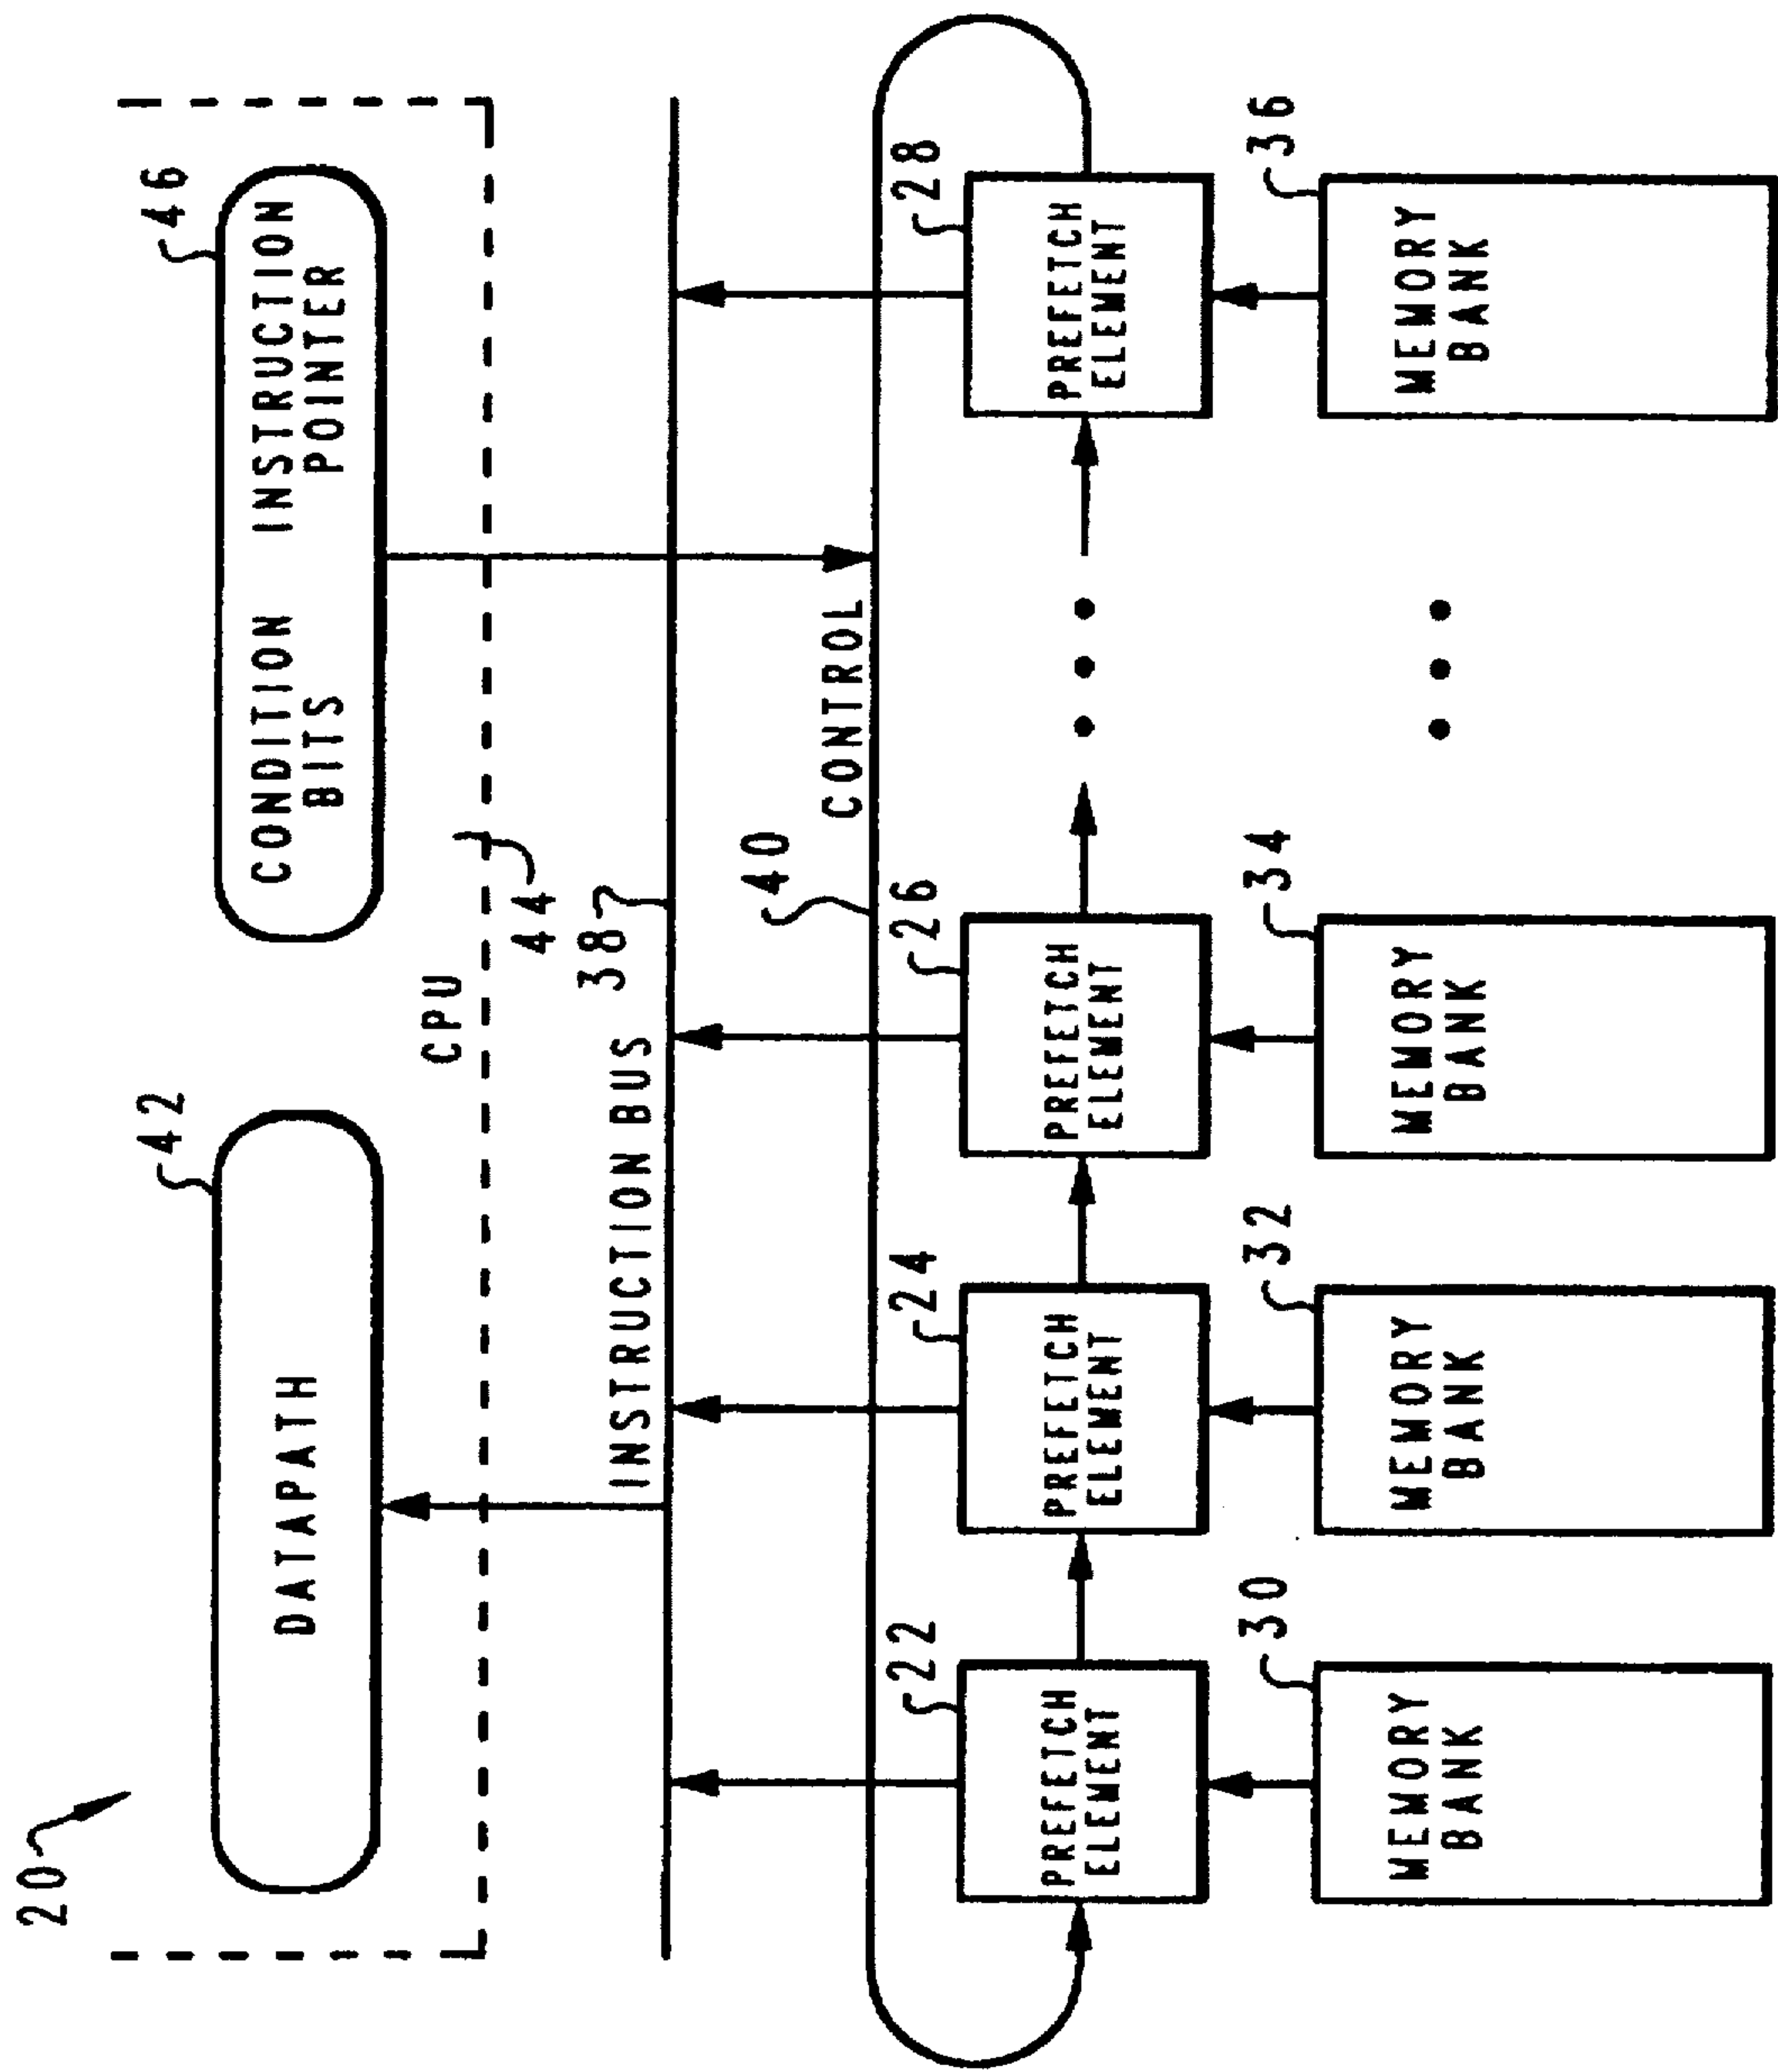 20
42
46
DATAPATH
CONDITION INSTRUCTION
BITS POINTER
CPU
44
INSTRUCTION BUS
38
40
CONTROL
22
24
26
28
PREFETCH
ELEMENT
PREFETCH
ELEMENT
PREFETCH
ELEMENT
PREFETCH
ELEMENT
30
32
34
36
MEMORY
BANK
MEMORY
BANK
MEMORY
BANK
MEMORY
BANK